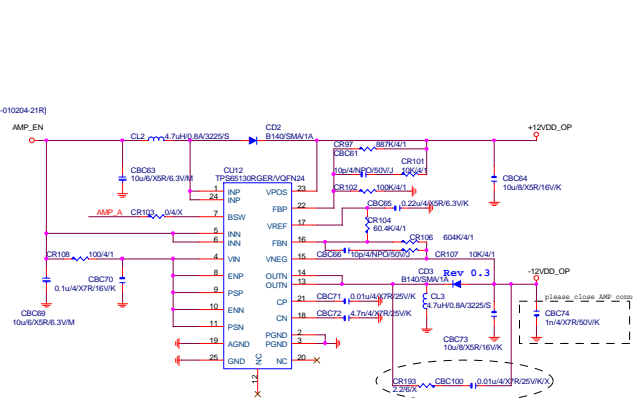 -010204-21R]
AMP_EN
CL2 4.7uH/0.8A/3225/S
CD2
B140/SMA/1A
+12VDD_OP
CR97 887K/4/1
CBC61
10p/4/NPO/50V/J
CR101
10K/4/1
CBC63
10u/6/X5R/6.3V/M
CU12
TPS65130RGER/VQFN24
CR102 100K/4/1
CBC64
10u/8/X5R/16V/K
1 INP
24 INP
7 BSW
5 INN
6 INN
4 VIN
8 ENP
9 PSP
10 ENN
11 PSN
19 AGND
25 GND
NC
12
VPOS 23
FBP 22
VREF 17
FBN 16
VNEG 15
OUTN 14
OUTN 13
CP 21
CN 18
PGND 2
PGND 3
NC 20
AMP_A CR103 0/4/X
CBC65 0.22u/4/X5R/6.3V/K
CR104
60.4K/4/1
CR106 604K/4/1
CBC66 10p/4/NPO/50V/J
CR107 10K/4/1
CR108 100/4/1
CBC70
0.1u/4/X7R/16V/K
CBC69
10u/6/X5R/6.3V/M
CD3 Rev 0.3
B140/SMA/1A
-12VDD_OP
CL3
4.7uH/0.8A/3225/S
CBC71 0.01u/4/X7R/25V/K
CBC72 4.7n/4/X7R/25V/K
CBC73
10u/8/X5R/16V/K
please close AMP comm
CBC74
1n/4/X7R/50V/K
CR193
2.2/6/X
CBC100 0.01u/4/X7R/25V/K/X